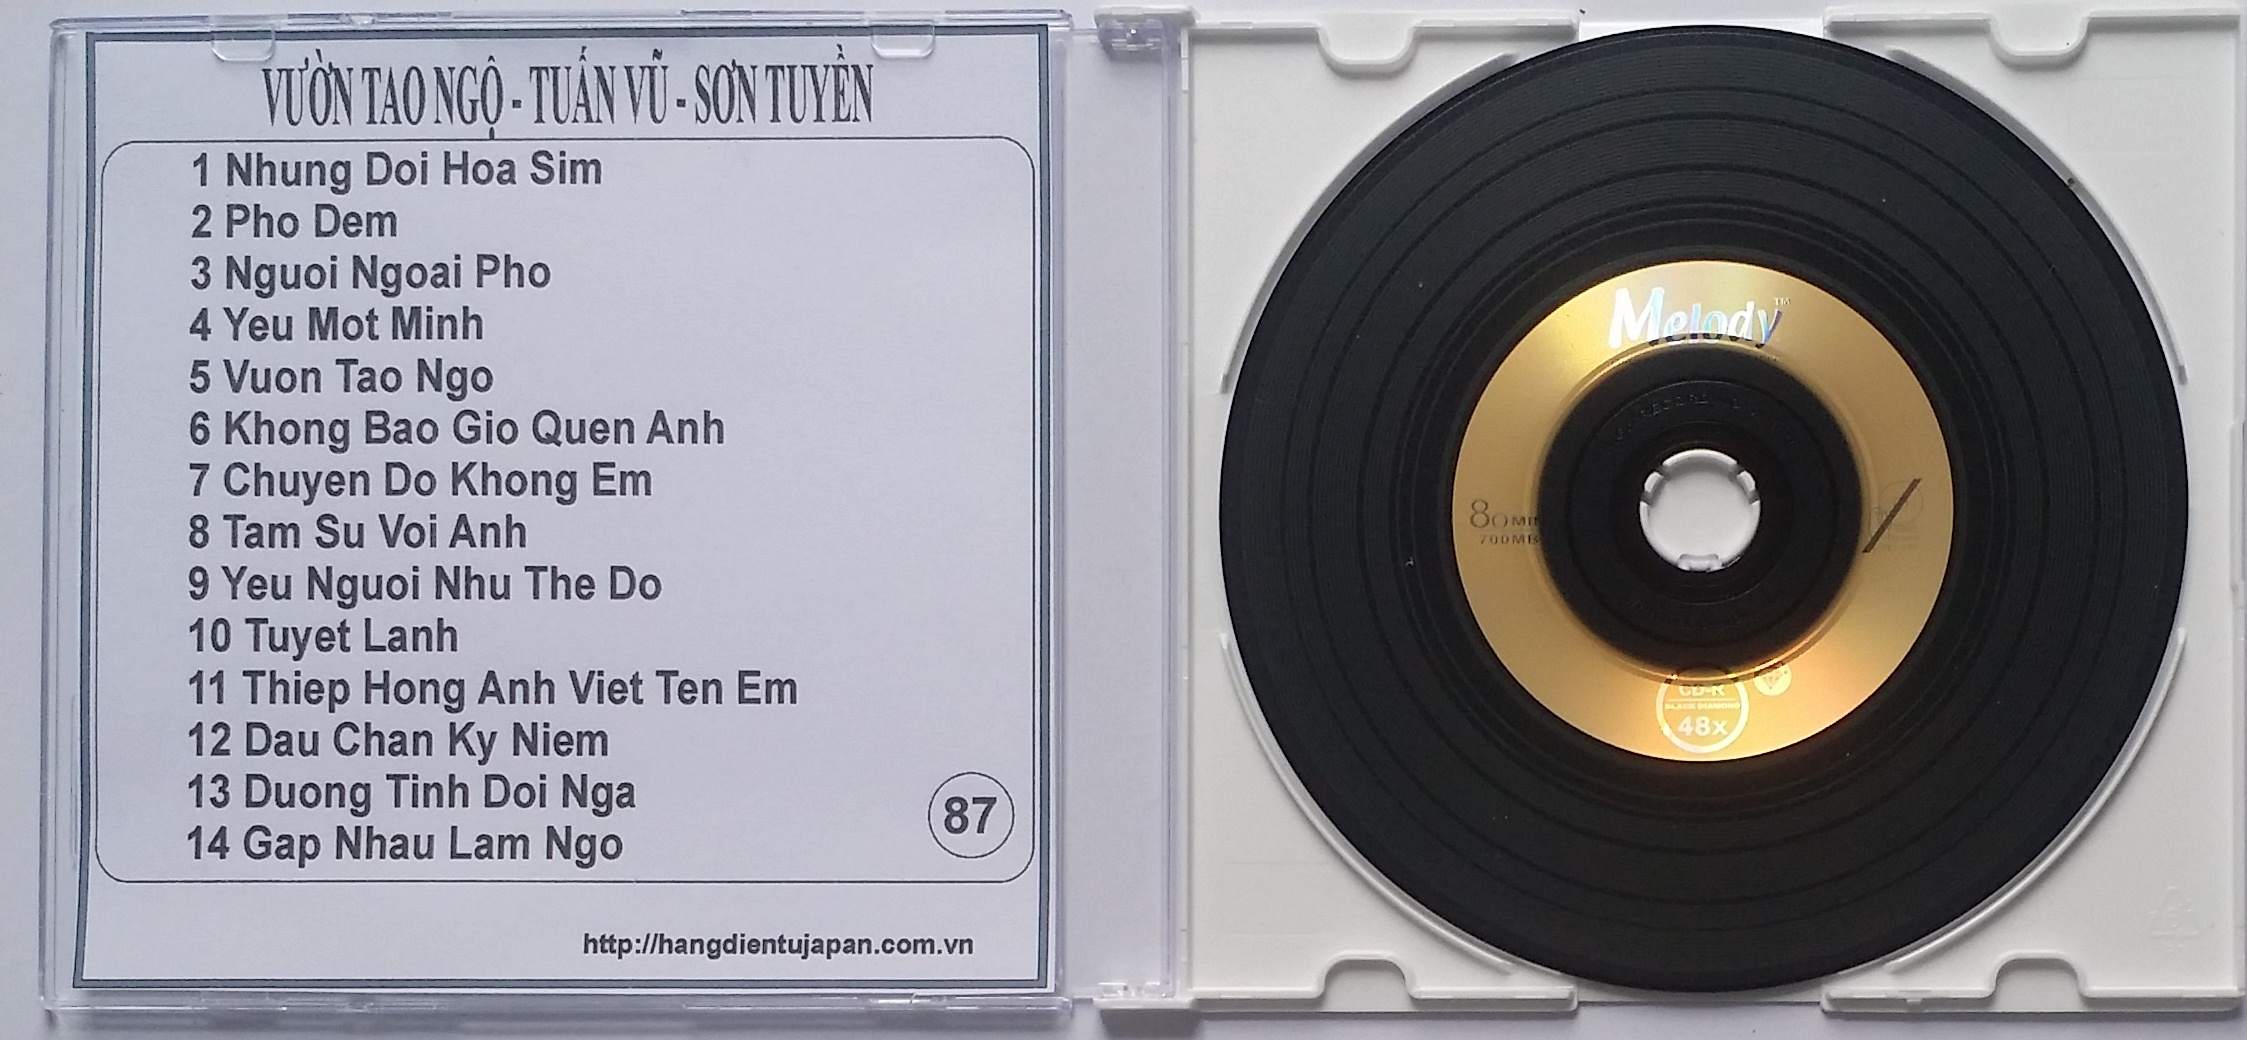 VƯỜN TAO NGỘ - TUẤN VŨ - SƠN TUYỀN
1 Nhung Doi Hoa Sim
2 Pho Dem
3 Nguoi Ngoai Pho
4 Yeu Mot Minh
5 Vuon Tao Ngo
6 Khong Bao Gio Quen Anh
7 Chuyen Do Khong Em
8 Tam Su Voi Anh
9 Yeu Nguoi Nhu The Do
10 Tuyet Lanh
11 Thiep Hong Anh Viet Ten Em
12 Dau Chan Ky Niem
13 Duong Tinh Doi Nga
14 Gap Nhau Lam Ngo
87
http://hangdientujapan.com.vn
Melody™
80 MIN
700MB
CD-R
BLACK DIAMOND
48x